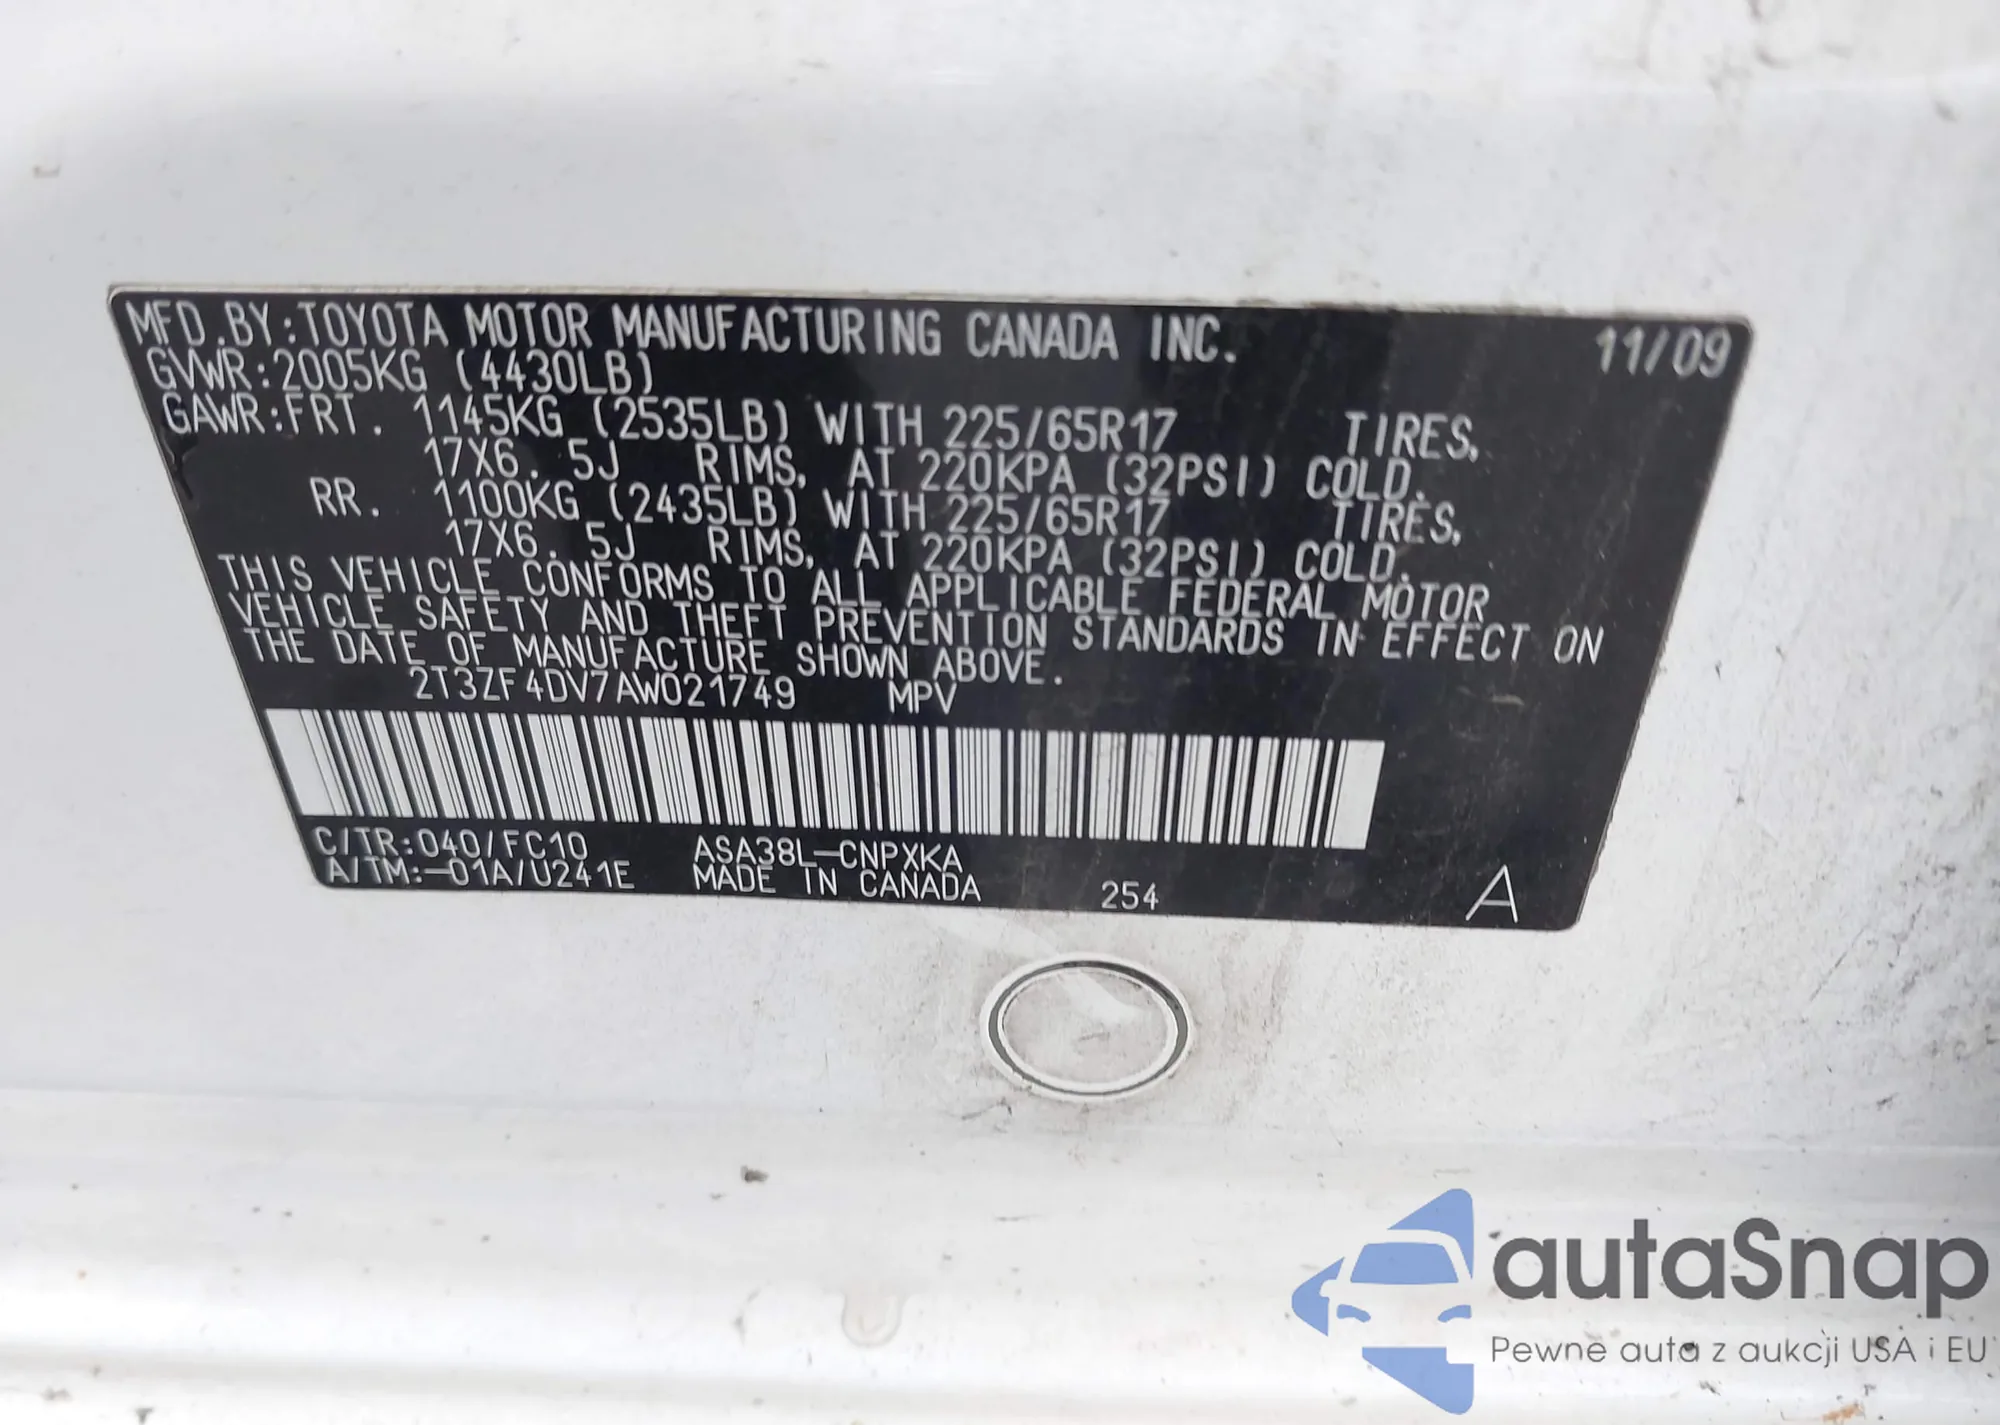 MFD.BY:TOYOTA MOTOR MANUFACTURING CANADA INC. 11/09
GVWR:2005KG (4430LB)
GAWR:FRT. 1145KG (2535LB) WITH 225/65R17 TIRES,
17X6.5J RIMS, AT 220KPA (32PSI) COLD.
RR. 1100KG (2435LB) WITH 225/65R17 TIRES,
17X6.5J RIMS, AT 220KPA (32PSI) COLD.
THIS VEHICLE CONFORMS TO ALL APPLICABLE FEDERAL MOTOR
VEHICLE SAFETY AND THEFT PREVENTION STANDARDS IN EFFECT ON
THE DATE OF MANUFACTURE SHOWN ABOVE.
2T3ZF4DV7AW021749 MPV
C/TR:040/FC10 ASA38L-CNPXKA
A/TM:-01A/U241E MADE IN CANADA 254 A
autaSnap
Pewne auta z aukcji USA i EU